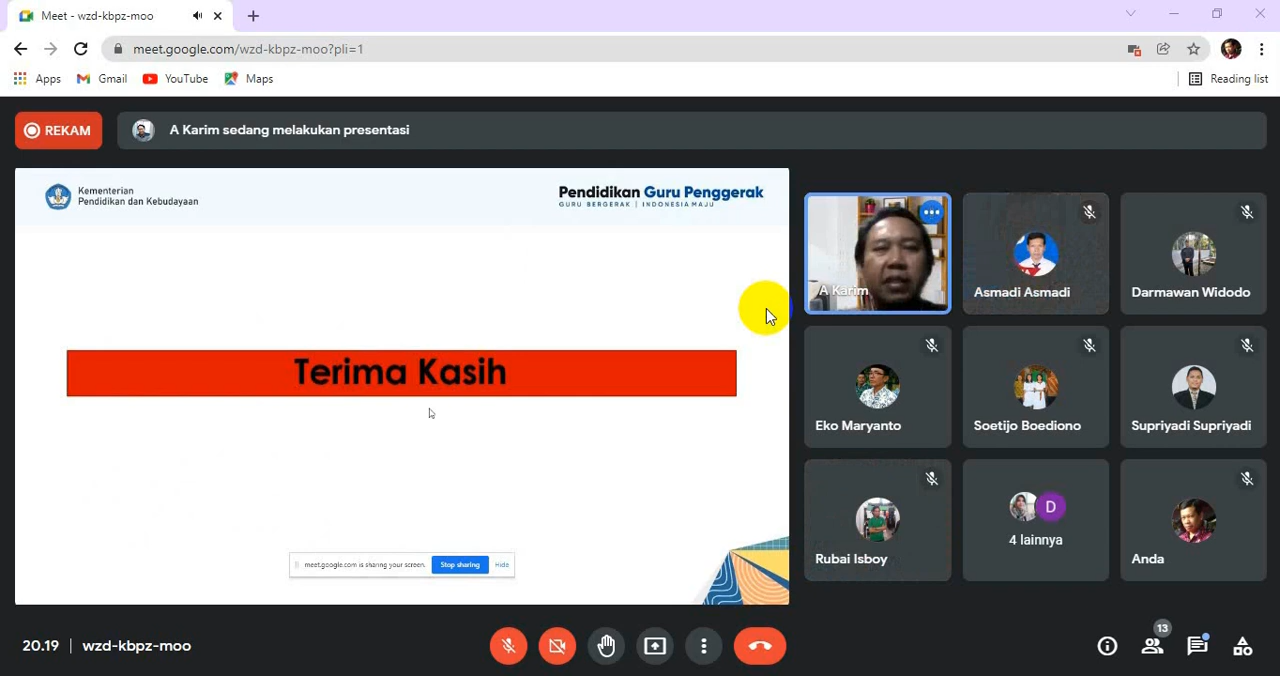 Meet - wzd-kbpz-moo
meet.google.com/wzd-kbpz-moo?pli=1
Apps
Gmail
YouTube
Maps
Reading list
REKAM
A Karim sedang melakukan presentasi
Kementerian
Pendidikan dan Kebudayaan
Pendidikan Guru Penggerak
GURU BERGERAK | INDONESIA MAJU
Terima Kasih
meet.google.com is sharing your screen.
Stop sharing
Hide
A Karim
Asmadi Asmadi
Darmawan Widodo
Eko Maryanto
Soetijo Boediono
Supriyadi Supriyadi
Rubai Isboy
D
4 lainnya
Anda
20.19 | wzd-kbpz-moo
13